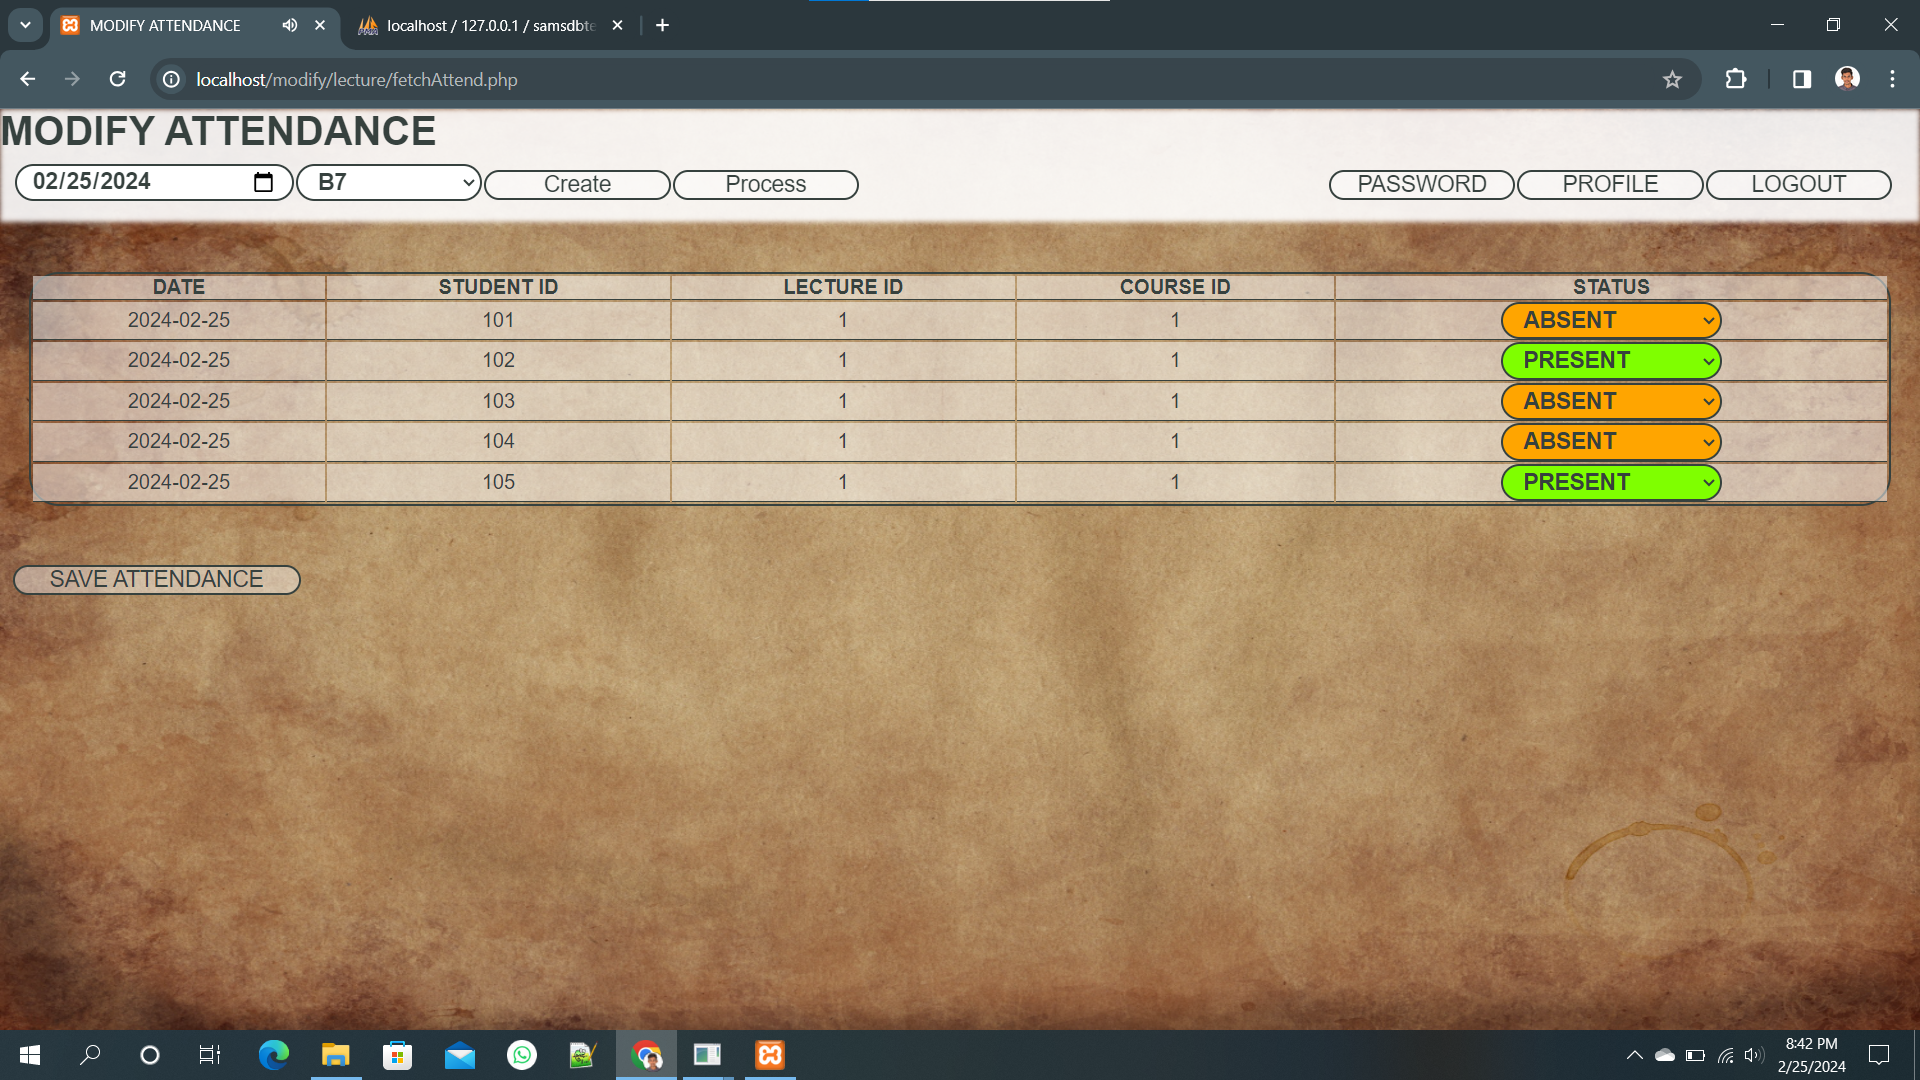 MODIFY ATTENDANCE
localhost / 127.0.0.1 / samsdbte
localhost/modify/lecture/fetchAttend.php
MODIFY ATTENDANCE
02/25/2024 B7 Create Process PASSWORD PROFILE LOGOUT
DATE STUDENT ID LECTURE ID COURSE ID STATUS
2024-02-25 101 1 1 ABSENT
2024-02-25 102 1 1 PRESENT
2024-02-25 103 1 1 ABSENT
2024-02-25 104 1 1 ABSENT
2024-02-25 105 1 1 PRESENT
SAVE ATTENDANCE
8:42 PM
2/25/2024